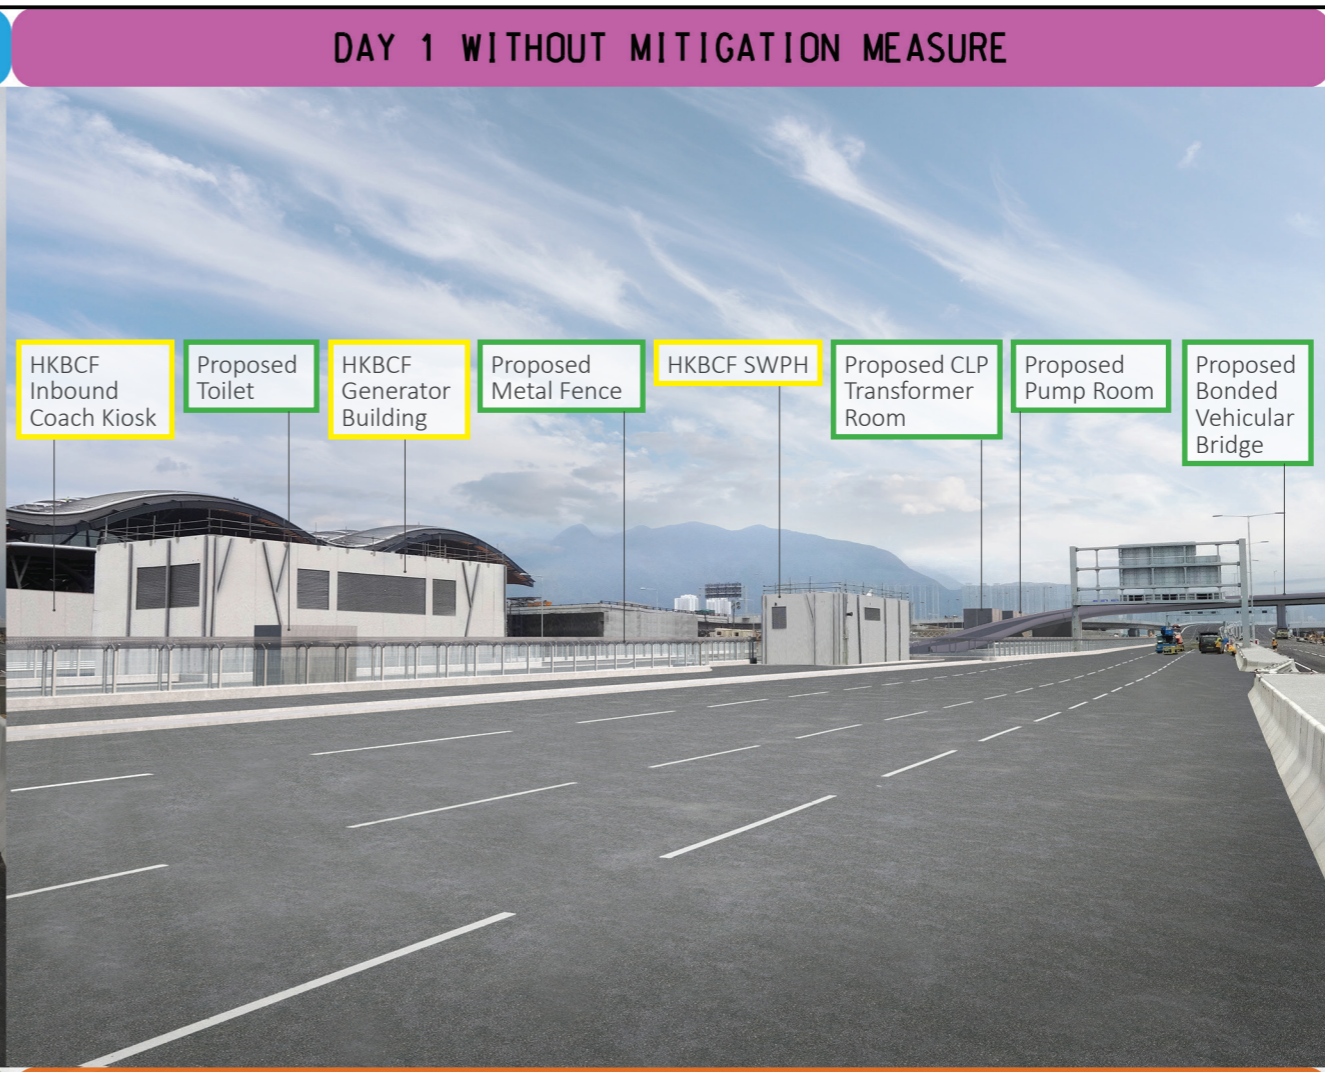 DAY 1 WITHOUT MITIGATION MEASURE
HKBCF
Inbound
Coach Kiosk
Proposed
Toilet
HKBCF
Generator
Building
Proposed
Metal Fence
HKBCF SWPH
Proposed CLP
Transformer
Room
Proposed
Pump Room
Proposed
Bonded
Vehicular
Bridge